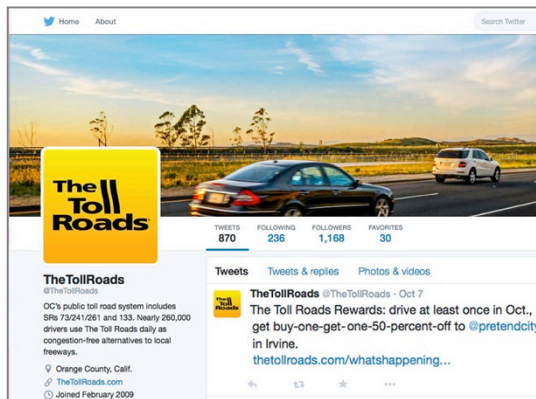 Home About Search Twitter
The
Toll
Roads
TWEETS FOLLOWING FOLLOWERS FAVORITES
870 236 1,168 30
TheTollRoads
@TheTollRoads
OC's public toll road system includes
SRs 73/241/261 and 133. Nearly 260,000
drivers use The Toll Roads daily as
congestion-free alternatives to local
freeways.
Orange County, Calif.
TheTollRoads.com
Joined February 2009
Tweets Tweets & replies Photos & videos
The
Toll
Roads
TheTollRoads @TheTollRoads · Oct 7
The Toll Roads Rewards: drive at least once in Oct.,
get buy-one-get-one-50-percent-off to @pretendcity
in Irvine.
thetollroads.com/whatshappening...